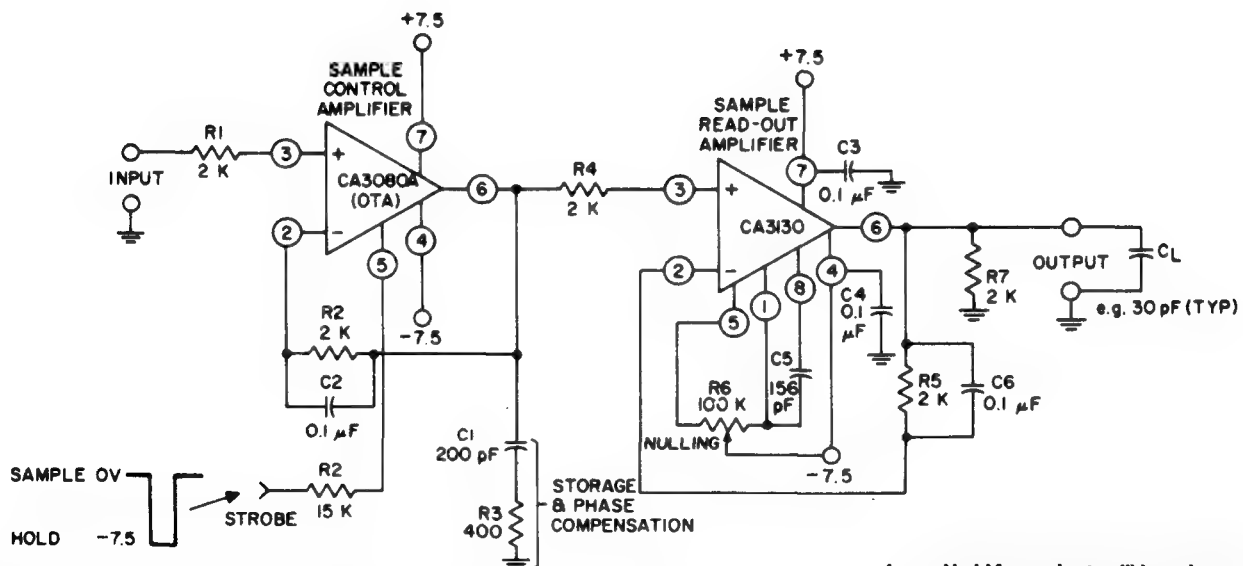 +7.5
SAMPLE
CONTROL
AMPLIFIER
7
R1
2 K
3
+
INPUT
CA3080A
(OTA)
6
2
-
4
5
-7.5
R2
2 K
C2
0.1 μF
R4
2 K
C1
200 pF
R3
400
STORAGE
& PHASE
COMPENSATION
SAMPLE 0V
HOLD -7.5
STROBE
R2
15 K
+7.5
SAMPLE
READ-OUT
AMPLIFIER
7
C3
0.1 μF
3
+
CA3130
6
2
-
5
1
8
4
C4
0.1
μF
C5
156
pF
R6
100 K
NULLING
-7.5
R7
2 K
OUTPUT
CL
e.g. 30 pF (TYP)
R5
2 K
C6
0.1 μF